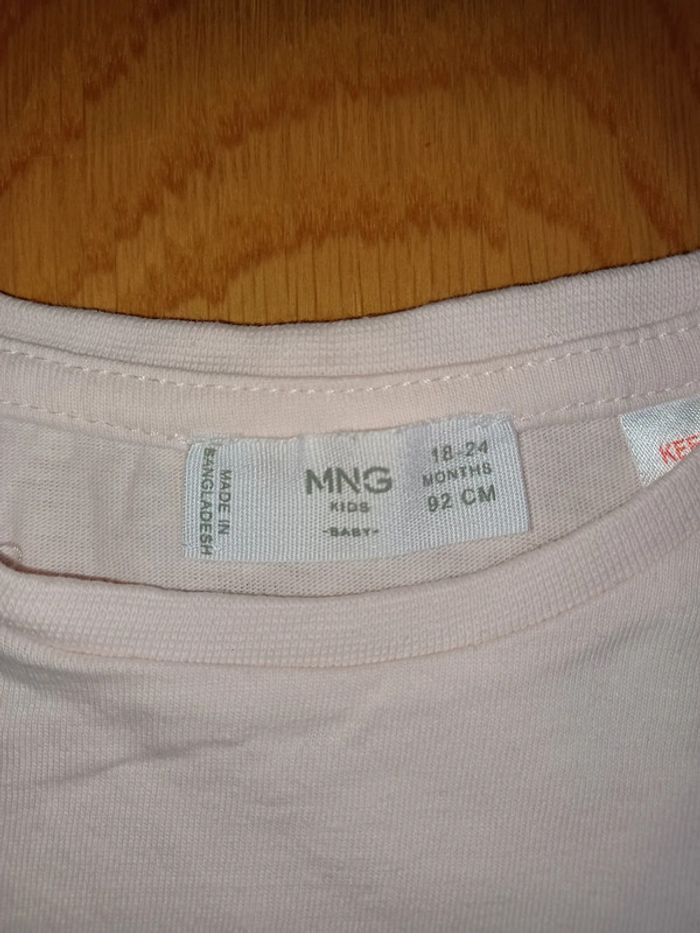 MADE IN
BANGLADESH
MNG
KIDS
-BABY-
18-24
MONTHS
92 CM